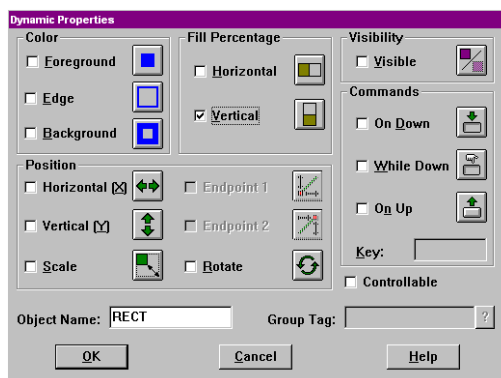 Dynamic Properties
Color
Foreground
Edge
Background
Fill Percentage
Horizontal
Vertical
Visibility
Visible
Commands
On Down
While Down
On Up
Key:
Position
Horizontal (X)
Vertical (Y)
Scale
Endpoint 1
Endpoint 2
Rotate
Controllable
Object Name: RECT
Group Tag: ?
OK Cancel Help